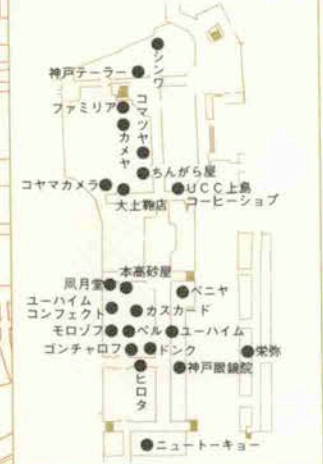 シンワ
神戸テーラー
ファミリア
カメヤ
コマツヤ
ちんがら屋
コヤマカメラ
大上鞄店
UCC上島
コーヒーショップ
本高砂屋
凮月堂
ベニヤ
ユーハイム
コンフェクト
カスカード
モロゾフ
ベル
ユーハイム
ゴンチャロフ
ドンク
栄弥
ヒロタ
神戸眼鏡院
ニュートーキョー